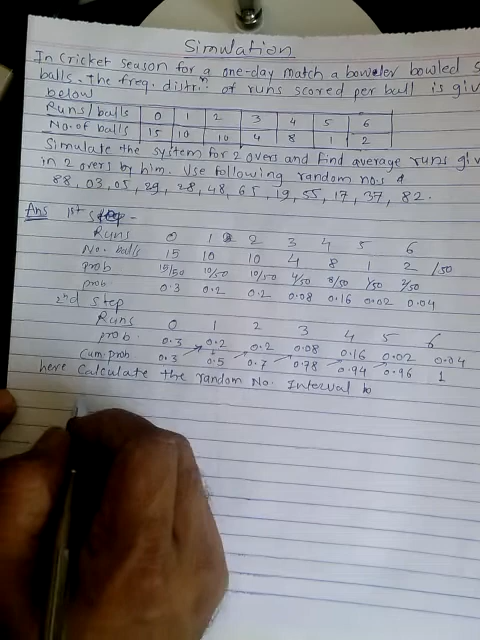 Simulation
In Cricket season for a one-day match a bowler bowled 5
balls. The freq. distriⁿ of runs scored per ball is giv
below
Runs/balls 0 1 2 3 4 5 6
No. of balls 15 10 10 4 8 1 2
Simulate the system for 2 overs and find average runs giv
in 2 overs by him. Use following random nos
88, 03, 05, 29, 28, 48, 65, 19, 55, 17, 37, 82.
Ans 1st step -
Runs 0 1 2 3 4 5 6
No. balls 15 10 10 4 8 1 2 /50
prob 15/50 10/50 10/50 4/50 8/50 1/50 2/50
prob. 0.3 0.2 0.2 0.08 0.16 0.02 0.04
2nd step
Runs 0 1 2 3 4 5 6
prob. 0.3 0.2 0.2 0.08 0.16 0.02 0.04
Cum.prob 0.3 0.5 0.7 0.78 0.94 0.96 1
here Calculate the random No. Interval